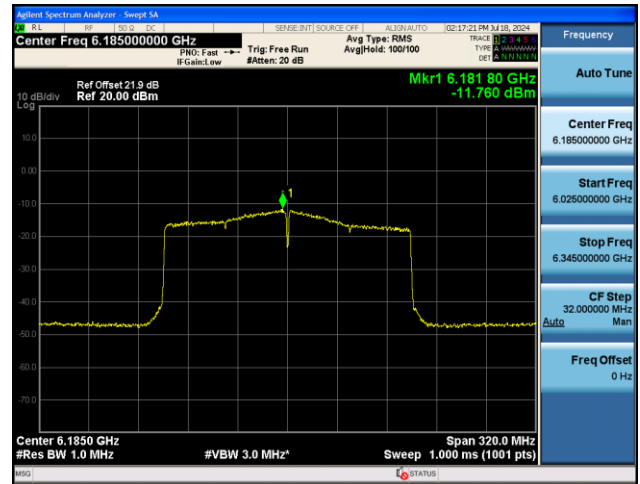 Agilent Spectrum Analyzer - Swept SA
RL RF 50 Ω DC SENSE:INT SOURCE OFF ALIGN AUTO 02:17:21 PM Jul 18, 2024
Center Freq 6.185000000 GHz
PNO: Fast
IFGain:Low
Trig: Free Run
#Atten: 20 dB
Avg Type: RMS
Avg|Hold: 100/100
TRACE 1 2 3 4 5 6
TYPE A WWWWW
DET A N N N N N
Frequency
Mkr1 6.181 80 GHz
-11.760 dBm
Ref Offset 21.9 dB
10 dB/div Ref 20.00 dBm
Log
10.0
0.00
-10.0
-20.0
-30.0
-40.0
-50.0
-60.0
-70.0
1
Auto Tune
Center Freq
6.185000000 GHz
Start Freq
6.025000000 GHz
Stop Freq
6.345000000 GHz
CF Step
32.000000 MHz
Auto Man
Freq Offset
0 Hz
Center 6.1850 GHz Span 320.0 MHz
#Res BW 1.0 MHz #VBW 3.0 MHz* Sweep 1.000 ms (1001 pts)
MSG STATUS